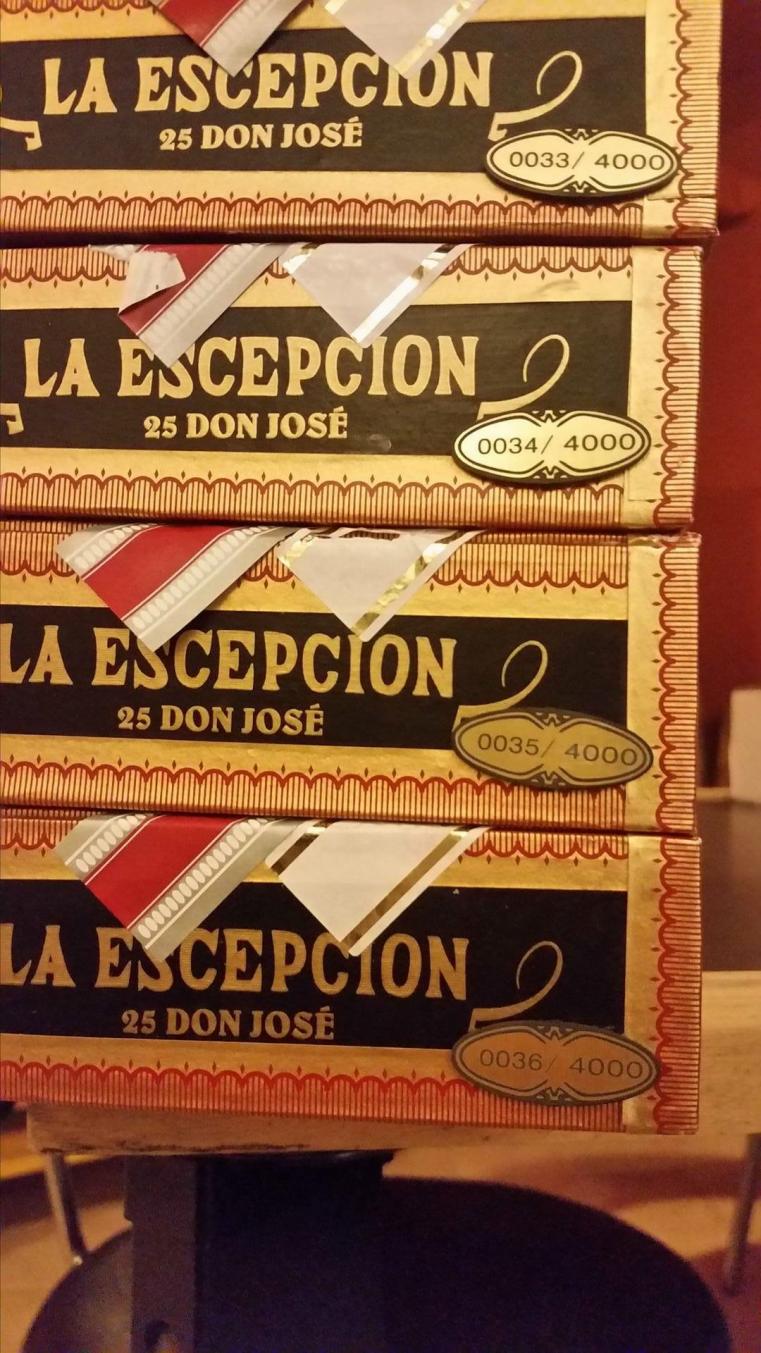 LA ESCEPCION
25 DON JOSÉ
0033/ 4000
LA ESCEPCION
25 DON JOSÉ
0034/ 4000
LA ESCEPCION
25 DON JOSÉ
0035/ 4000
LA ESCEPCION
25 DON JOSÉ
0036/ 4000